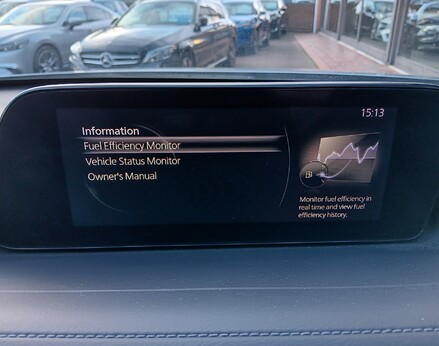 15:13
Information
Fuel Efficiency Monitor
Vehicle Status Monitor
Owner's Manual
Monitor fuel efficiency in
real time and view fuel
efficiency history.